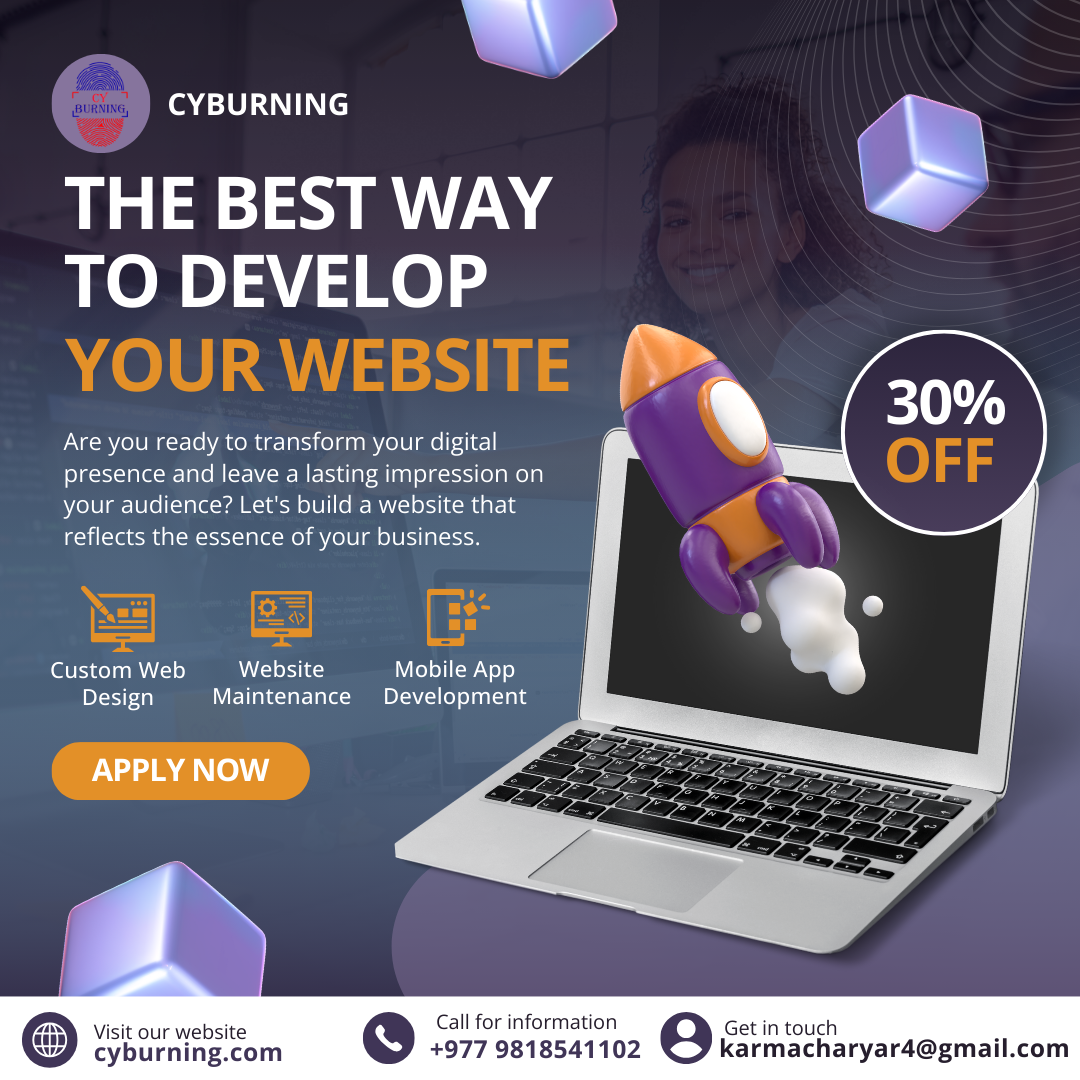 CY
BURNING
CYBURNING
THE BEST WAY
TO DEVELOP
YOUR WEBSITE
30%
OFF
Are you ready to transform your digital
presence and leave a lasting impression on
your audience? Let's build a website that
reflects the essence of your business.
Custom Web
Design
Website
Maintenance
Mobile App
Development
APPLY NOW
Visit our website
cyburning.com
Call for information
+977 9818541102
Get in touch
karmacharyar4@gmail.com